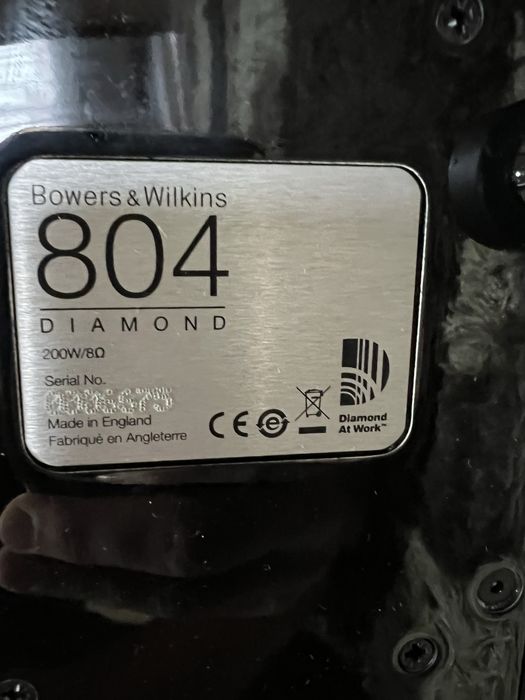 Bowers & Wilkins
804
DIAMOND
200W/8Ω
Serial No.
Made in England
Fabriqué en Angleterre
CE e
Diamond
At Work™